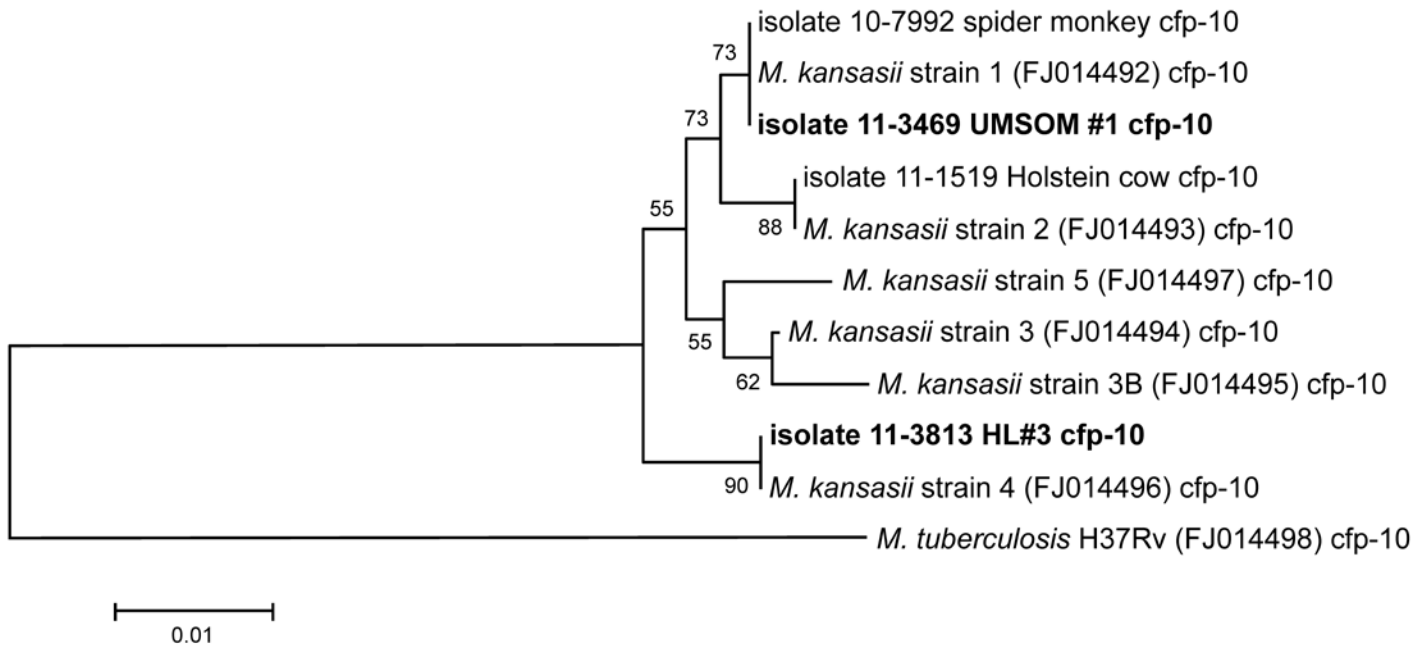 isolate 10-7992 spider monkey cfp-10
73
M. kansasii strain 1 (FJ014492) cfp-10
73
isolate 11-3469 UMSOM #1 cfp-10
isolate 11-1519 Holstein cow cfp-10
55
88
M. kansasii strain 2 (FJ014493) cfp-10
M. kansasii strain 5 (FJ014497) cfp-10
55
M. kansasii strain 3 (FJ014494) cfp-10
62
M. kansasii strain 3B (FJ014495) cfp-10
isolate 11-3813 HL#3 cfp-10
90
M. kansasii strain 4 (FJ014496) cfp-10
M. tuberculosis H37Rv (FJ014498) cfp-10
0.01